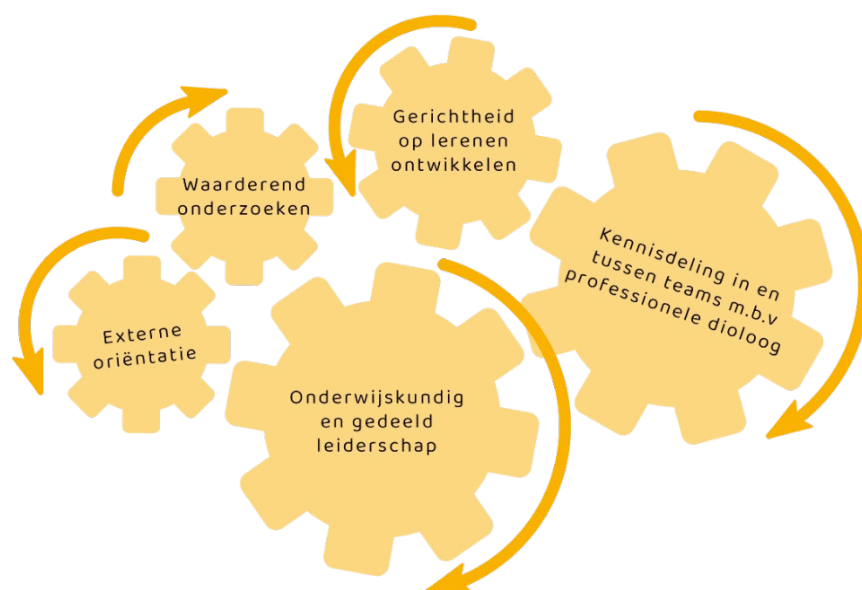 Gerichtheid
op lerenen
ontwikkelen
Waarderend
onderzoeken
Kennisdeling in en
tussen teams m.b.v
professionele dioloog
Externe
oriëntatie
Onderwijskundig
en gedeeld
leiderschap